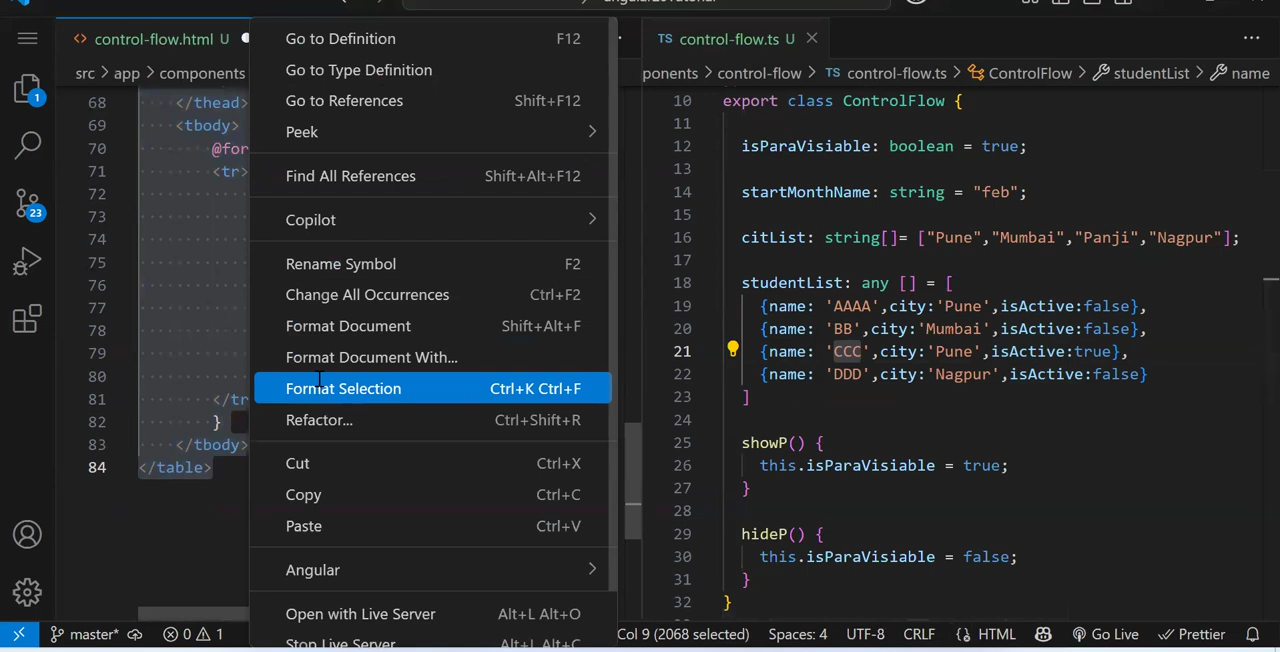 control-flow.html U
src > app > components
68 </thead>
69 <tbody>
70 @for
71 <tr>
72
73
74
75
76
77
78
79
80
81 </tr
82 }
83 </tbody>
84 </table>
Go to Definition F12
Go to Type Definition
Go to References Shift+F12
Peek
Find All References Shift+Alt+F12
Copilot
Rename Symbol F2
Change All Occurrences Ctrl+F2
Format Document Shift+Alt+F
Format Document With...
Format Selection Ctrl+K Ctrl+F
Refactor... Ctrl+Shift+R
Cut Ctrl+X
Copy Ctrl+C
Paste Ctrl+V
Angular
Open with Live Server Alt+L Alt+O
Stop Live Server Alt+L Alt+C
TS control-flow.ts U
ponents > control-flow > TS control-flow.ts > ControlFlow > studentList > name
10 export class ControlFlow {
11
12 isParaVisiable: boolean = true;
13
14 startMonthName: string = "feb";
15
16 citList: string[]= ["Pune","Mumbai","Panji","Nagpur"];
17
18 studentList: any [] = [
19 {name: 'AAAA',city:'Pune',isActive:false},
20 {name: 'BB',city:'Mumbai',isActive:false},
21 {name: 'CCC',city:'Pune',isActive:true},
22 {name: 'DDD',city:'Nagpur',isActive:false}
23 ]
24
25 showP() {
26 this.isParaVisiable = true;
27 }
28
29 hideP() {
30 this.isParaVisiable = false;
31 }
32 }
1
23
master* 0 1
Col 9 (2068 selected) Spaces: 4 UTF-8 CRLF HTML Go Live Prettier